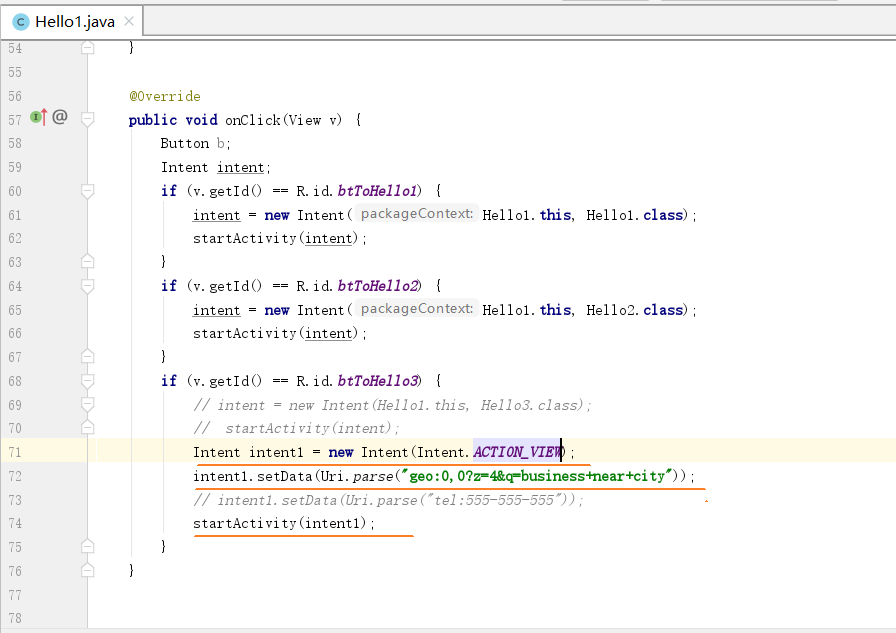 Hello1.java
54 }
55
56 @Override
57 @ public void onClick(View v) {
58 Button b;
59 Intent intent;
60 if (v.getId() == R.id.btToHello1) {
61 intent = new Intent( packageContext: Hello1.this, Hello1.class);
62 startActivity(intent);
63 }
64 if (v.getId() == R.id.btToHello2) {
65 intent = new Intent( packageContext: Hello1.this, Hello2.class);
66 startActivity(intent);
67 }
68 if (v.getId() == R.id.btToHello3) {
69 // intent = new Intent(Hello1.this, Hello3.class);
70 //  startActivity(intent);
71 Intent intent1 = new Intent(Intent.ACTION_VIEW);
72 intent1.setData(Uri.parse("geo:0,0?z=4&q=business+near+city"));
73 // intent1.setData(Uri.parse("tel:555-555-555"));
74 startActivity(intent1);
75 }
76 }
77
78